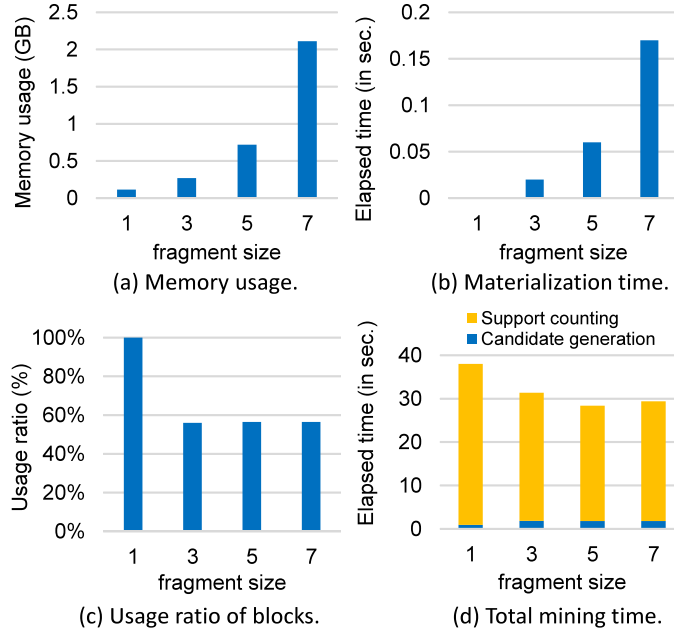 2.5
2
1.5
1
0.5
0
Memory usage (GB)
1 3 5 7
fragment size
(a) Memory usage.
0.2
0.15
0.1
0.05
0
Elapsed time (in sec.)
1 3 5 7
fragment size
(b) Materialization time.
100%
80%
60%
40%
20%
0%
Usage ratio (%)
1 3 5 7
fragment size
(c) Usage ratio of blocks.
Support counting
Candidate generation
40
30
20
10
0
Elapsed time (in sec.)
1 3 5 7
fragment size
(d) Total mining time.